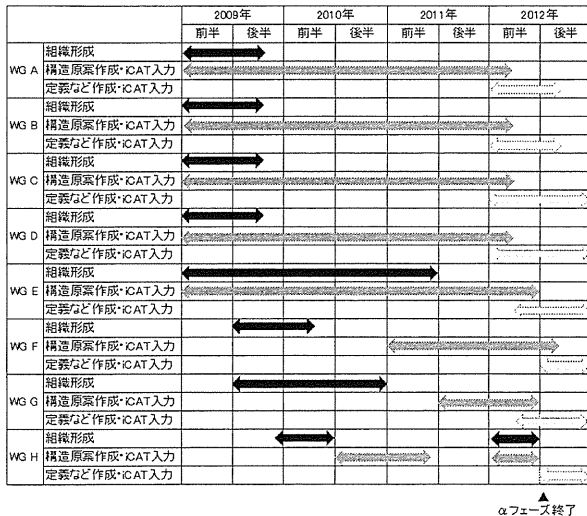 2009年 2010年 2011年 2012年
前半 後半 前半 後半 前半 後半 前半 後半
WG A
組織形成
構造原案作成・iCAT入力
定義など作成・iCAT入力
WG B
組織形成
構造原案作成・iCAT入力
定義など作成・iCAT入力
WG C
組織形成
構造原案作成・iCAT入力
定義など作成・iCAT入力
WG D
組織形成
構造原案作成・iCAT入力
定義など作成・iCAT入力
WG E
組織形成
構造原案作成・iCAT入力
定義など作成・iCAT入力
WG F
組織形成
構造原案作成・iCAT入力
定義など作成・iCAT入力
WG G
組織形成
構造原案作成・iCAT入力
定義など作成・iCAT入力
WG H
組織形成
構造原案作成・iCAT入力
定義など作成・iCAT入力
▲
αフェーズ終了